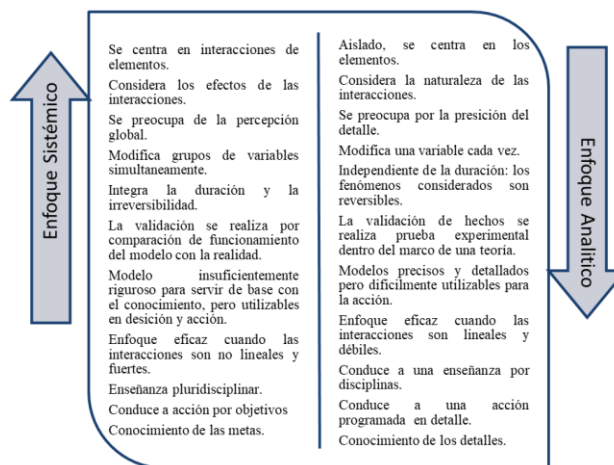 Enfoque Sistémico
Se centra en interacciones de
elementos.
Considera los efectos de las
interacciones.
Se preocupa de la percepción
global.
Modifica grupos de variables
simultaneamente.
Integra la duración y la
irreversibilidad.
La validación se realiza por
comparación de funcionamiento
del modelo con la realidad.
Modelo insuficientemente
riguroso para servir de base con
el conocimiento, pero utilizables
en desición y acción.
Enfoque eficaz cuando las
interacciones son no lineales y
fuertes.
Enseñanza pluridisciplinar.
Conduce a acción por objetivos
Conocimiento de las metas.
Aislado, se centra en los
elementos.
Considera la naturaleza de las
interacciones.
Se preocupa por la presición del
detalle.
Modifica una variable cada vez.
Independiente de la duración: los
fenómenos considerados son
reversibles.
La validación de hechos se
realiza prueba experimental
dentro del marco de una teoría.
Modelos precisos y detallados
pero dificilmente utilizables para
la acción.
Enfoque eficaz cuando las
interacciones son lineales y
débiles.
Conduce a una enseñanza por
disciplinas.
Conduce a una acción
programada en detalle.
Conocimiento de los detalles.
Enfoque Analitico